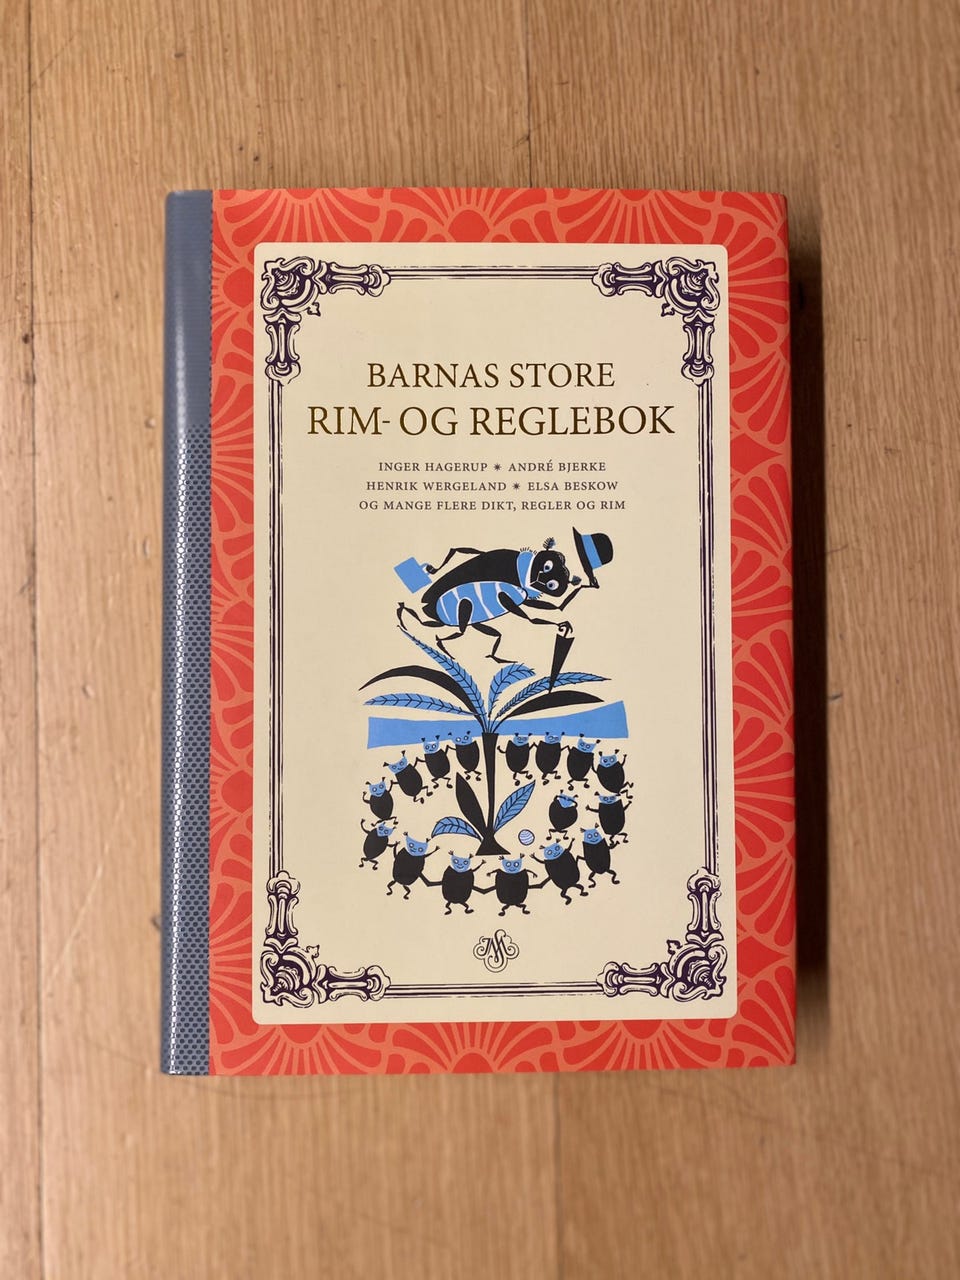 BARNAS STORE
RIM- OG REGLEBOK
INGER HAGERUP ✷ ANDRÉ BJERKE
HENRIK WERGELAND ✷ ELSA BESKOW
OG MANGE FLERE DIKT, REGLER OG RIM